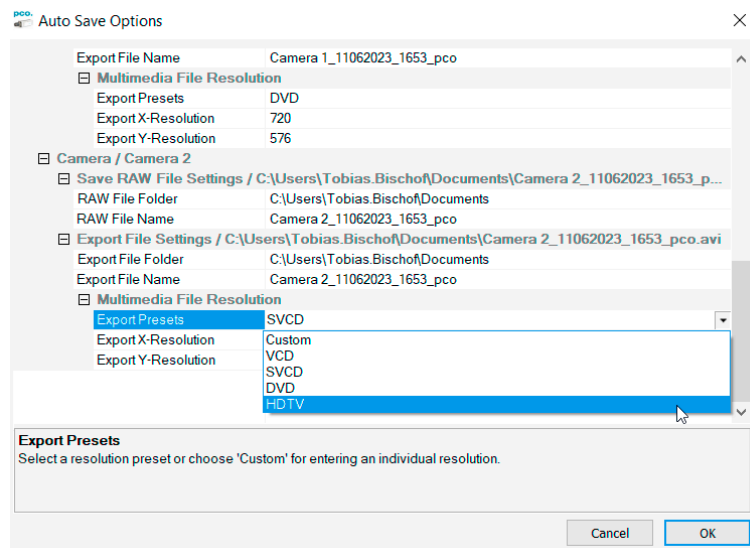 pco. Auto Save Options
Export File Name Camera 1_11062023_1653_pco
Multimedia File Resolution
Export Presets DVD
Export X-Resolution 720
Export Y-Resolution 576
Camera / Camera 2
Save RAW File Settings / C:\Users\Tobias.Bischof\Documents\Camera 2_11062023_1653_p...
RAW File Folder C:\Users\Tobias.Bischof\Documents
RAW File Name Camera 2_11062023_1653_pco
Export File Settings / C:\Users\Tobias.Bischof\Documents\Camera 2_11062023_1653_pco.avi
Export File Folder C:\Users\Tobias.Bischof\Documents
Export File Name Camera 2_11062023_1653_pco
Multimedia File Resolution
Export Presets SVCD
Export X-Resolution Custom
VCD
Export Y-Resolution
SVCD
DVD
HDTV
Export Presets
Select a resolution preset or choose 'Custom' for entering an individual resolution.
Cancel OK